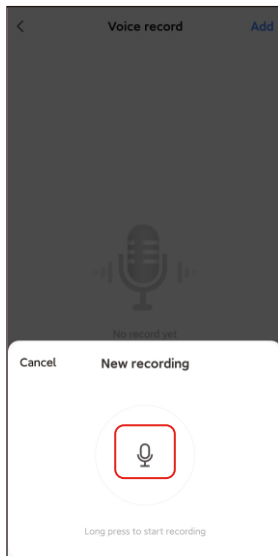 Voice record Add
No record yet
Cancel New recording
Long press to start recording